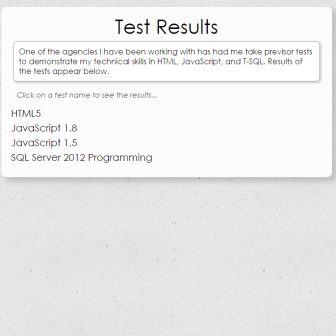 Test Results
One of the agencies I have been working with has had me take previsor tests
to demonstrate my technical skills in HTML, JavaScript, and T-SQL. Results of
the tests appear below.
Click on a test name to see the results...
HTML5
JavaScript 1.8
JavaScript 1.5
SQL Server 2012 Programming